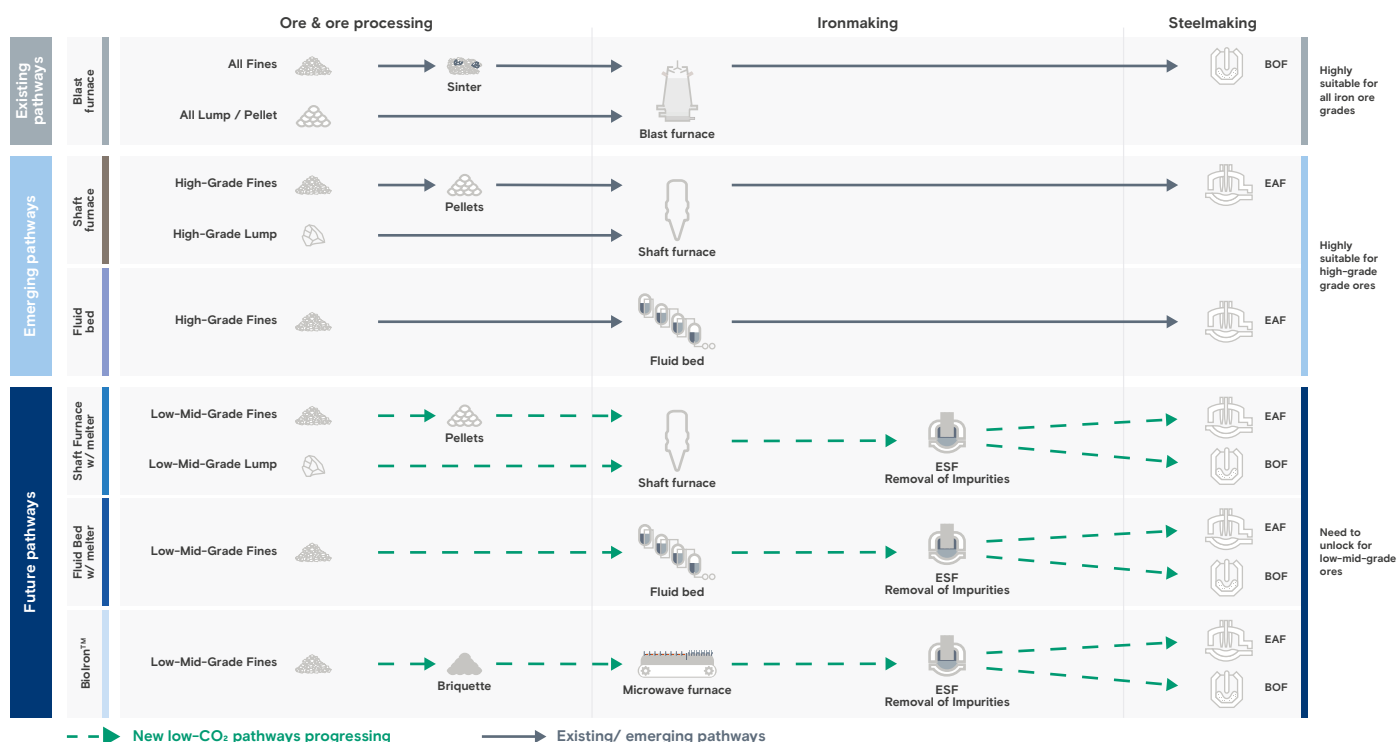 Ore & ore processing
Ironmaking
Steelmaking
Existing
pathways
Blast
furnace
All Fines
Sinter
All Lump / Pellet
Blast furnace
BOF
Highly
suitable for
all iron ore
grades
Emerging pathways
Shaft
furnace
High-Grade Fines
Pellets
High-Grade Lump
Shaft furnace
EAF
Fluid
bed
High-Grade Fines
Fluid bed
EAF
Highly
suitable for
high-grade
grade ores
Future pathways
Shaft Furnace
w/ melter
Low-Mid-Grade Fines
Pellets
Low-Mid-Grade Lump
Shaft furnace
ESF
Removal of Impurities
EAF
BOF
Fluid Bed
w/ melter
Low-Mid-Grade Fines
Fluid bed
ESF
Removal of Impurities
EAF
BOF
BioIron™
Low-Mid-Grade Fines
Briquette
Microwave furnace
ESF
Removal of Impurities
EAF
BOF
Need to
unlock for
low-mid-grade
ores
New low-CO₂ pathways progressing
Existing/ emerging pathways